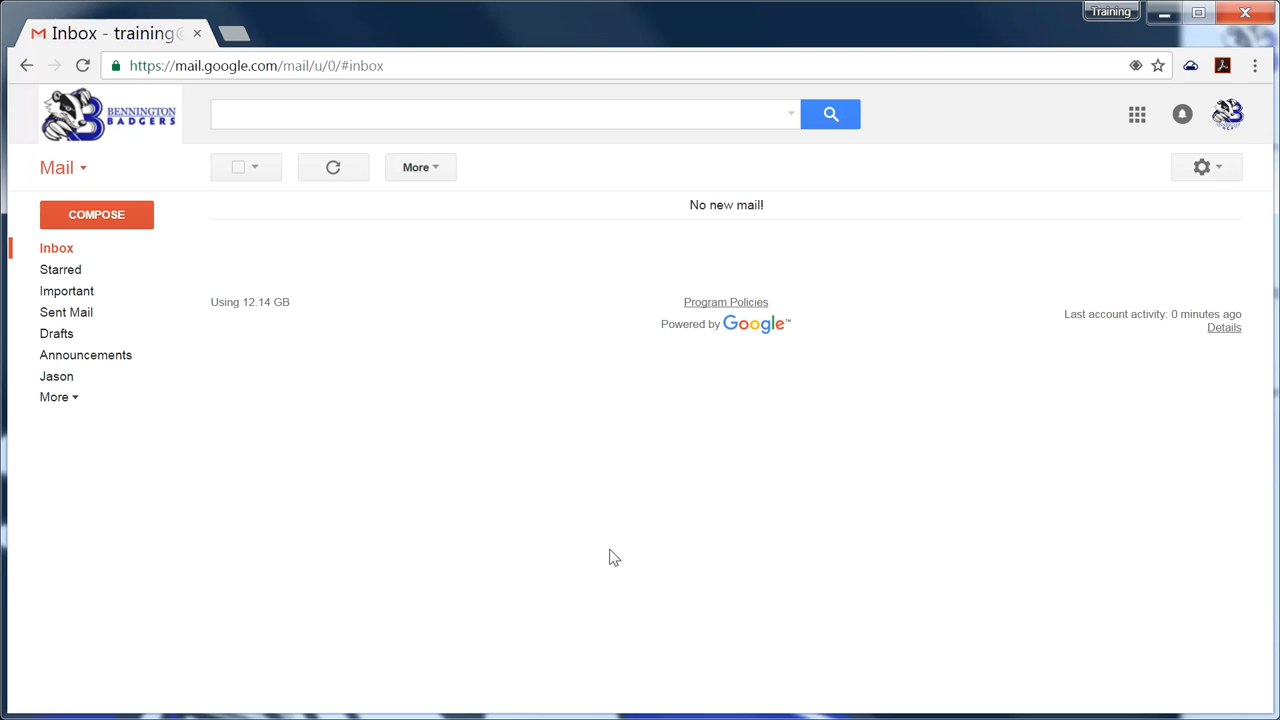 Training
Inbox - training@
https://mail.google.com/mail/u/0/#inbox
BENNINGTON
BADGERS
Mail
More
COMPOSE
No new mail!
Inbox
Starred
Important
Sent Mail
Drafts
Announcements
Jason
More
Using 12.14 GB
Program Policies
Powered by Google™
Last account activity: 0 minutes ago
Details